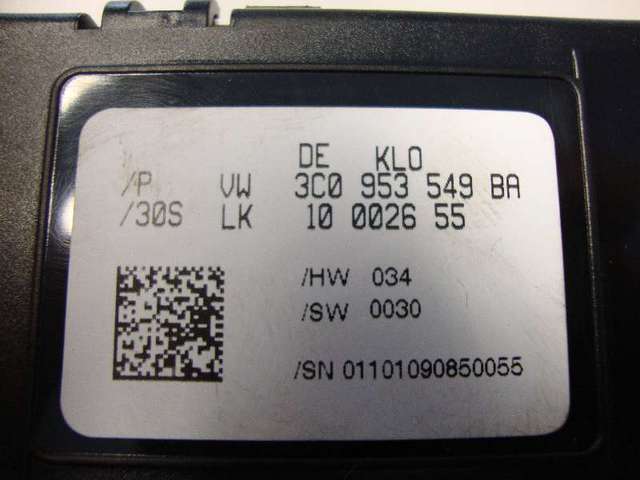 DE KLO
/P VW 3C0 953 549 BA
/30S LK 10 0026 55
/HW 034
/SW 0030
/SN 01101090850055